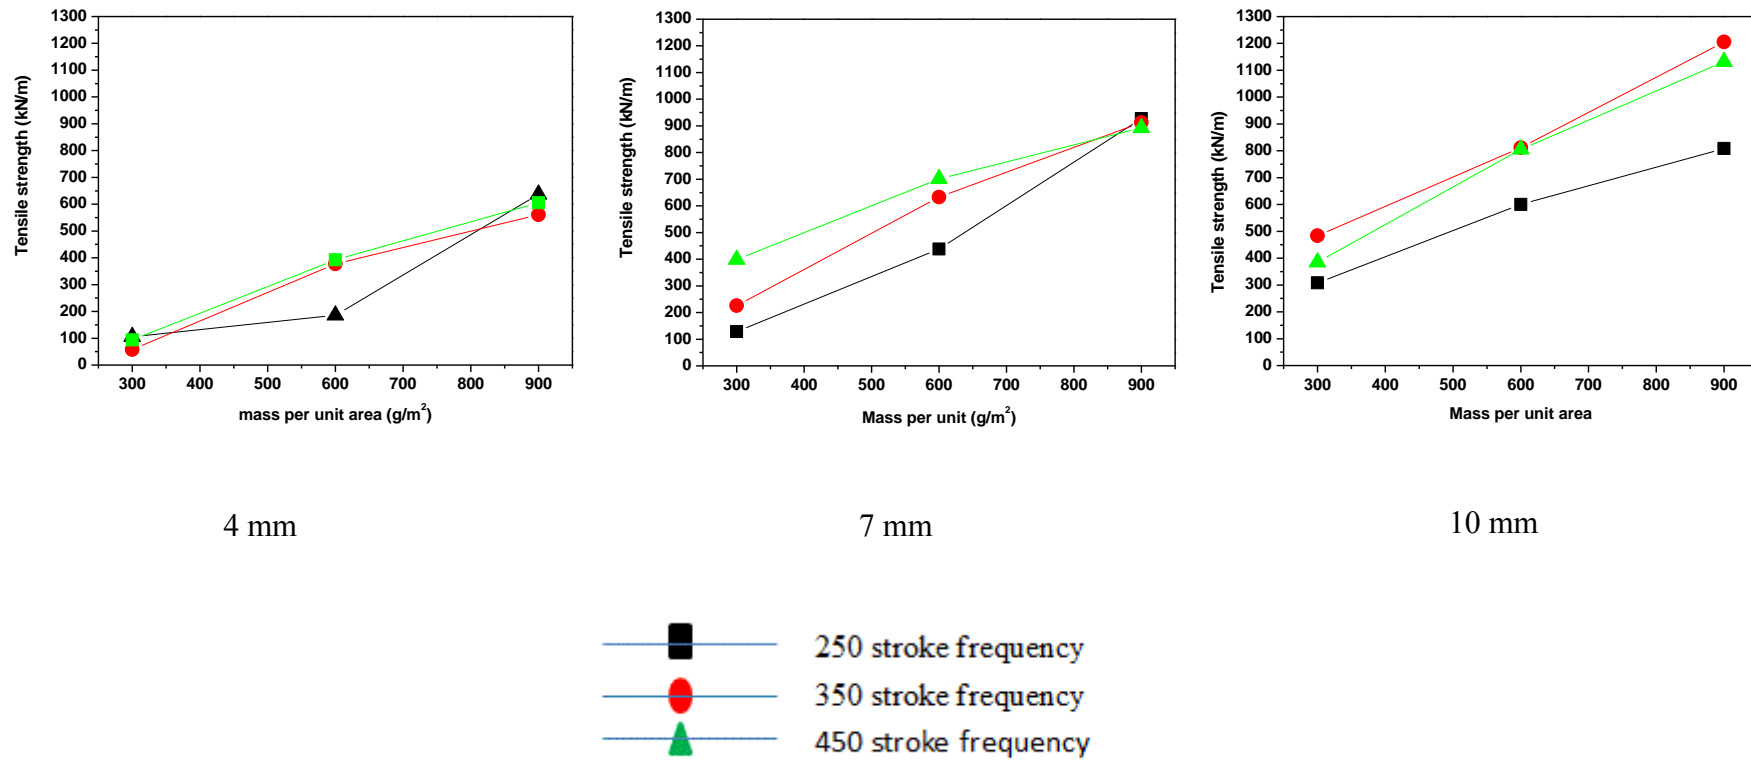 1300
1200
1100
1000
900
800
700
600
500
400
300
200
100
0
Tensile strength (kN/m)
300 400 500 600 700 800 900
mass per unit area (g/m²)
1300
1200
1100
1000
900
800
700
600
500
400
300
200
100
0
Tensile strength (kN/m)
300 400 500 600 700 800 900
Mass per unit (g/m²)
1300
1200
1100
1000
900
800
700
600
500
400
300
200
100
0
Tensile strength (kN/m)
300 400 500 600 700 800 900
Mass per unit area
4 mm
7 mm
10 mm
250 stroke frequency
350 stroke frequency
450 stroke frequency